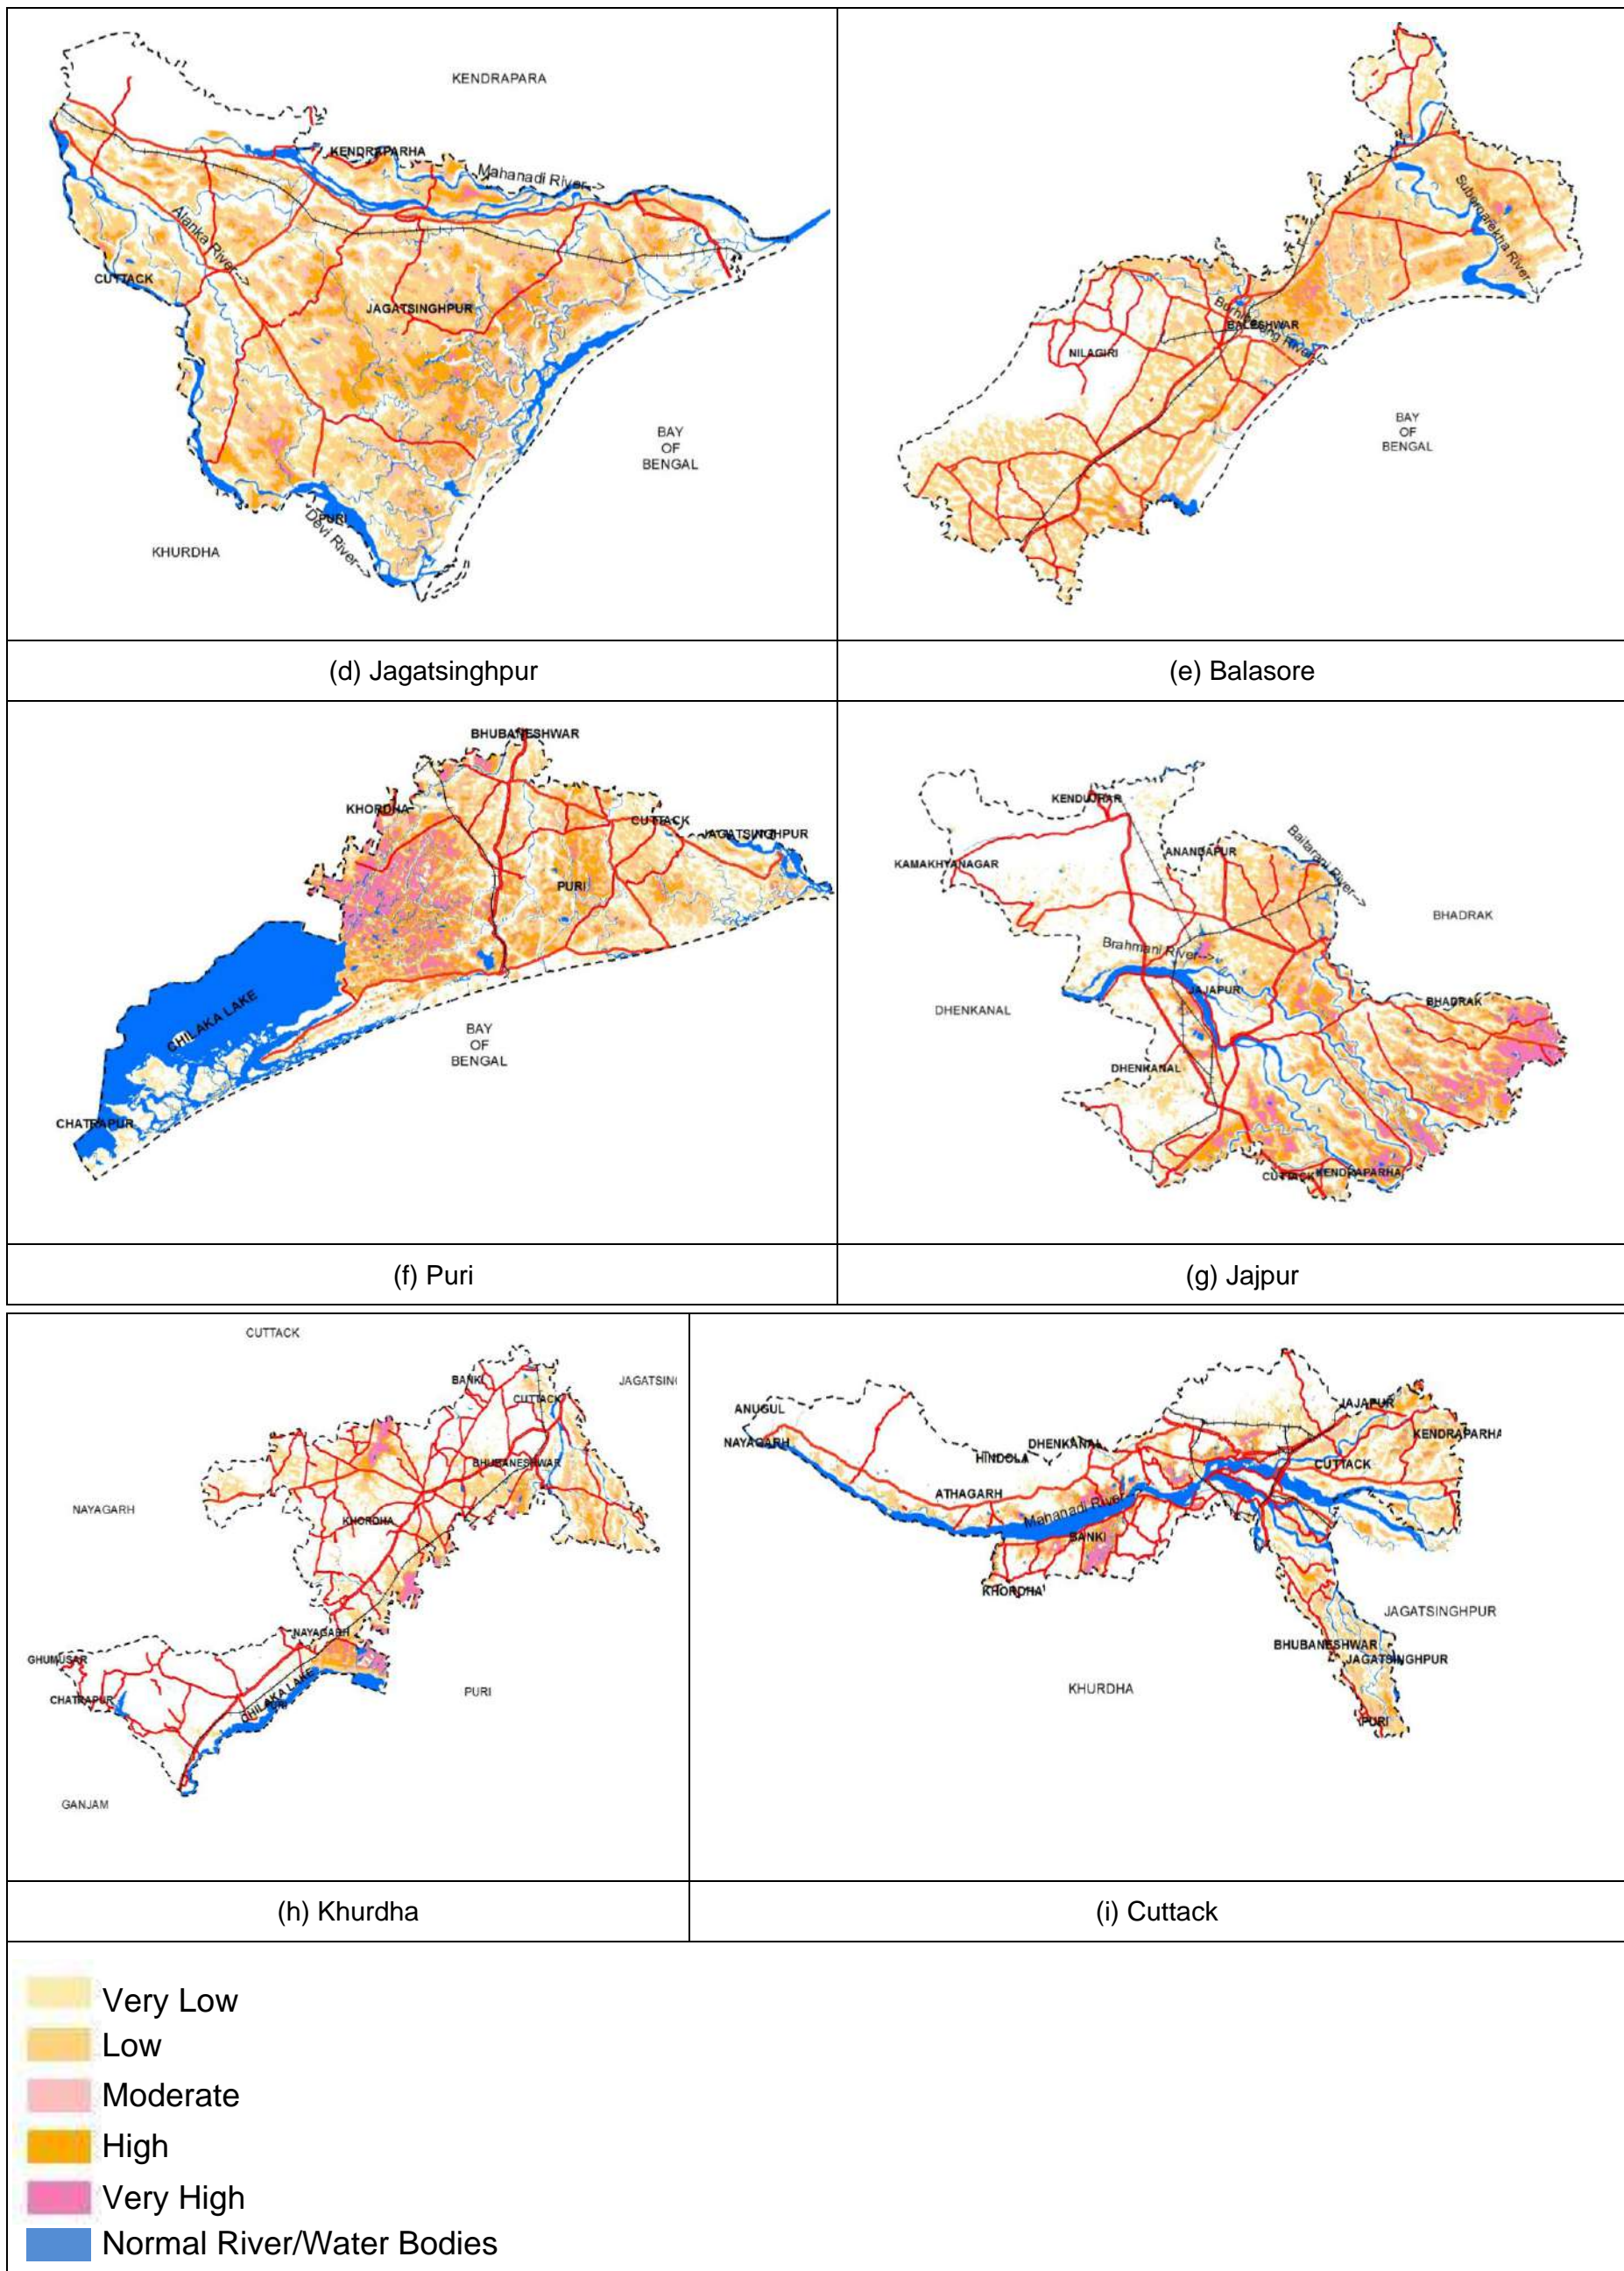 KENDRAPARA
KENDRAPARHA
Mahanadi River-->
Alanka River-->
CUTTACK
JAGATSINGHPUR
BAY
OF
BENGAL
PURI
Devi River-->
KHURDHA
(d) Jagatsinghpur
Subarnarekha River-->
BALESHWAR
NILAGIRI
BAY
OF
BENGAL
(e) Balasore
BHUBANESHWAR
KHORDHA
CUTTACK
JAGATSINGHPUR
PURI
CHILAKA LAKE
BAY
OF
BENGAL
CHATRAPUR
(f) Puri
KENDUJHAR
KAMAKHYANAGAR
ANANDAPUR
Baitarani River-->
BHADRAK
Brahmani River-->
JAJAPUR
DHENKANAL
BHADRAK
DHENKANAL
CUTTACK
KENDRAPARHA
(g) Jajpur
CUTTACK
BANKI
JAGATSIN
CUTTACK
BHUBANESHWAR
NAYAGARH
KHORDHA
NAYAGARH
GHUMUSAR
CHATRAPUR
CHILAKA LAKE
PURI
GANJAM
(h) Khurdha
ANUGUL
NAYAGARH
JAJAPUR
KENDRAPARHA
DHENKANAL
HINDOLA
CUTTACK
ATHAGARH
Mahanadi River
BANKI
KHORDHA
JAGATSINGHPUR
BHUBANESHWAR
JAGATSINGHPUR
KHURDHA
PURI
(i) Cuttack
Very Low
Low
Moderate
High
Very High
Normal River/Water Bodies